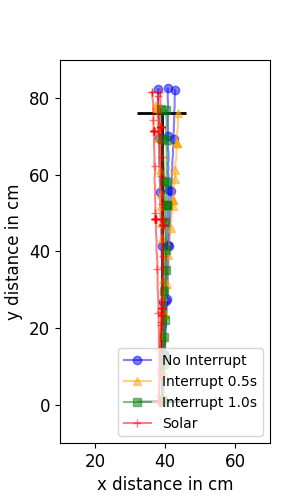 80
60
40
20
0
y distance in cm
No Interrupt
Interrupt 0.5s
Interrupt 1.0s
Solar
20 40 60
x distance in cm